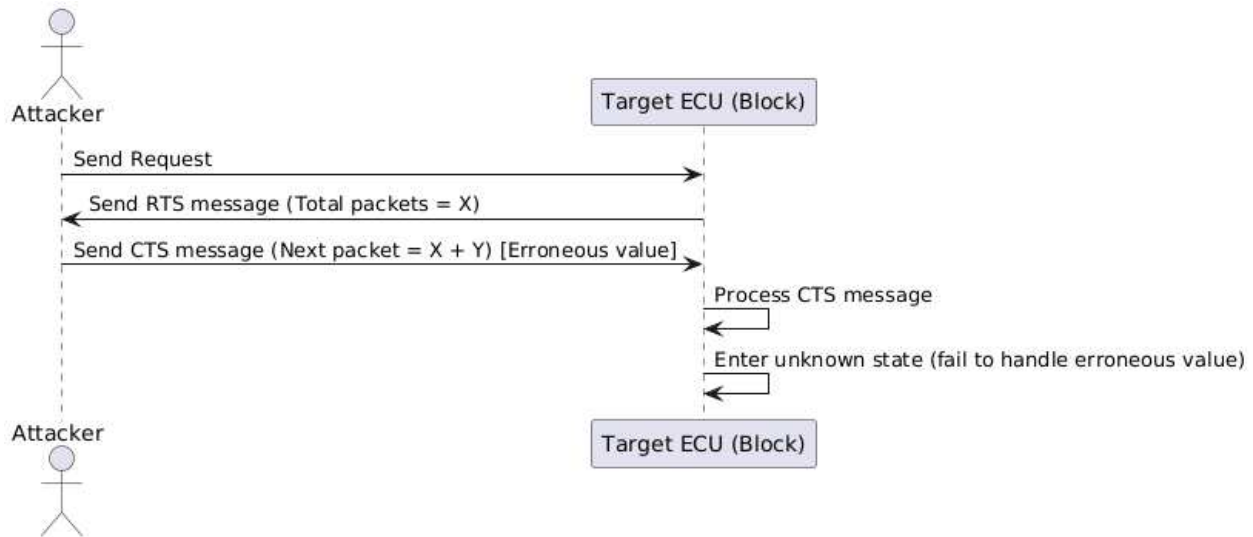 Attacker
Target ECU (Block)
Send Request
Send RTS message (Total packets = X)
Send CTS message (Next packet = X + Y) [Erroneous value]
Process CTS message
Enter unknown state (fail to handle erroneous value)
Attacker
Target ECU (Block)